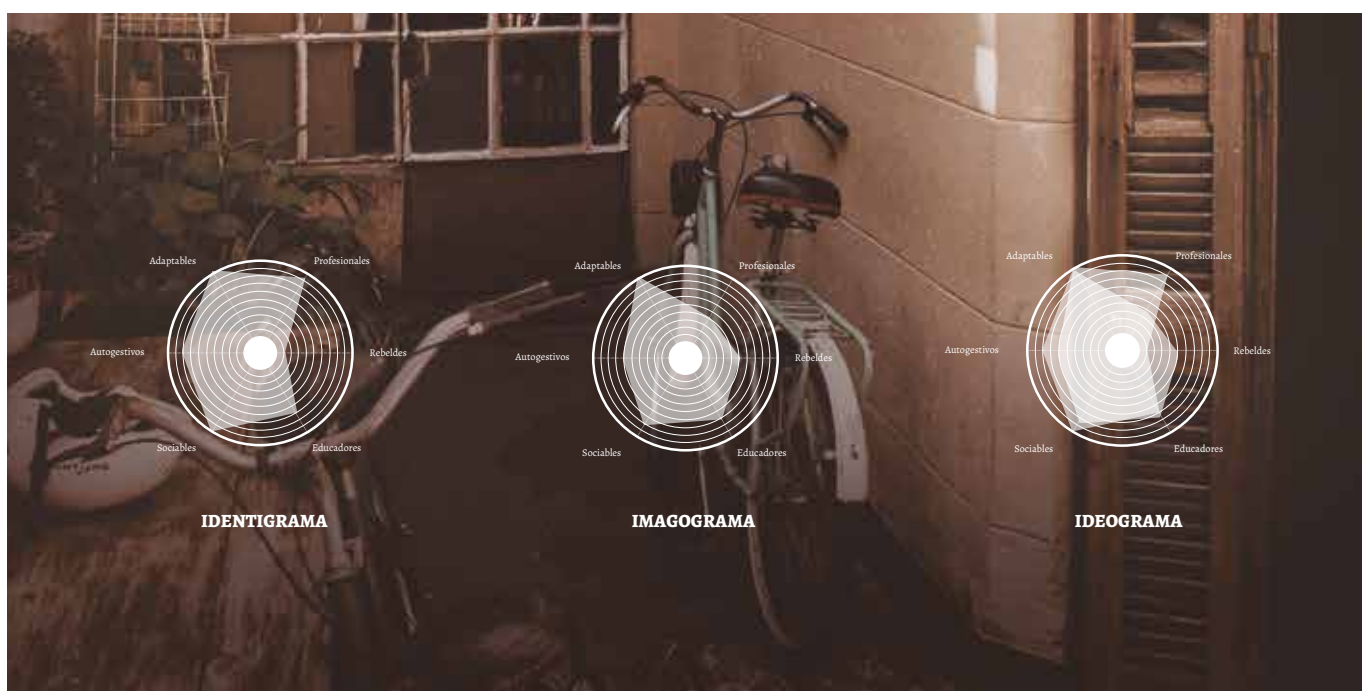 Adaptables
Profesionales
Autogestivos
Rebeldes
Sociables
Educadores
IDENTIGRAMA
Adaptables
Profesionales
Autogestivos
Rebeldes
Sociables
Educadores
IMAGOGRAMA
Adaptables
Profesionales
Autogestivos
Rebeldes
Sociables
Educadores
IDEOGRAMA